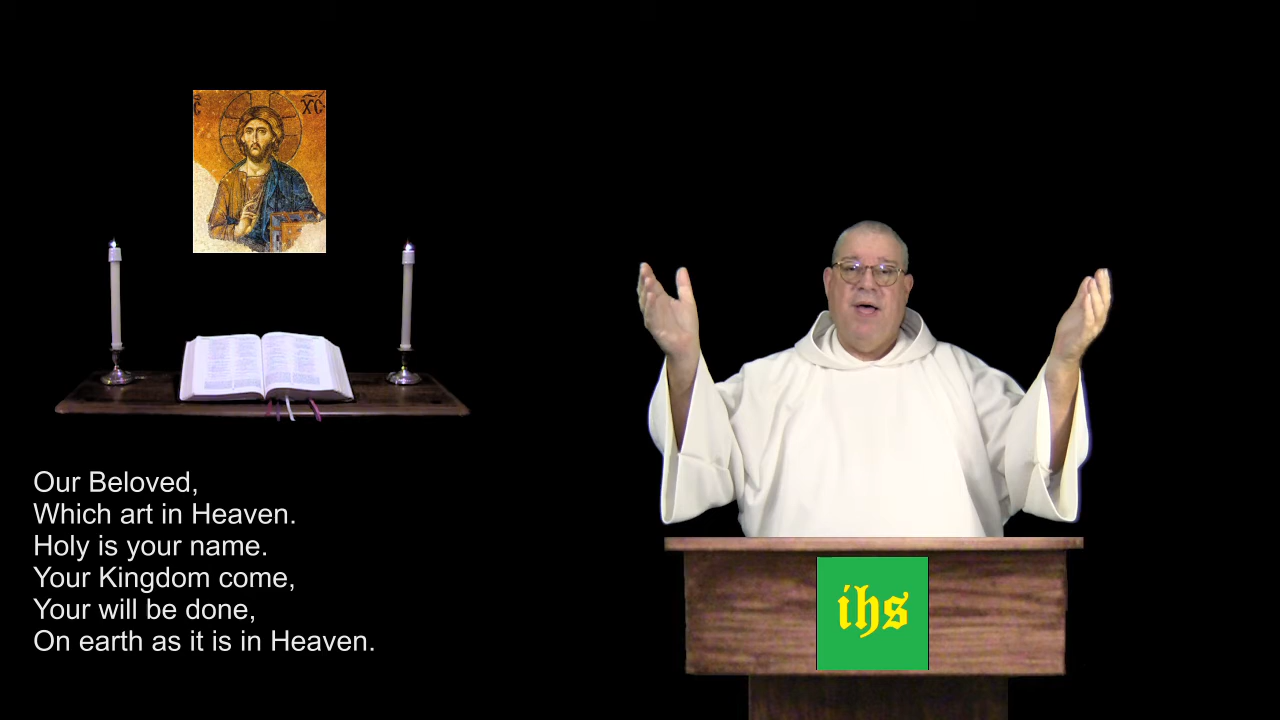 ΧC
Our Beloved,
Which art in Heaven.
Holy is your name.
Your Kingdom come,
Your will be done,
On earth as it is in Heaven.
ihs